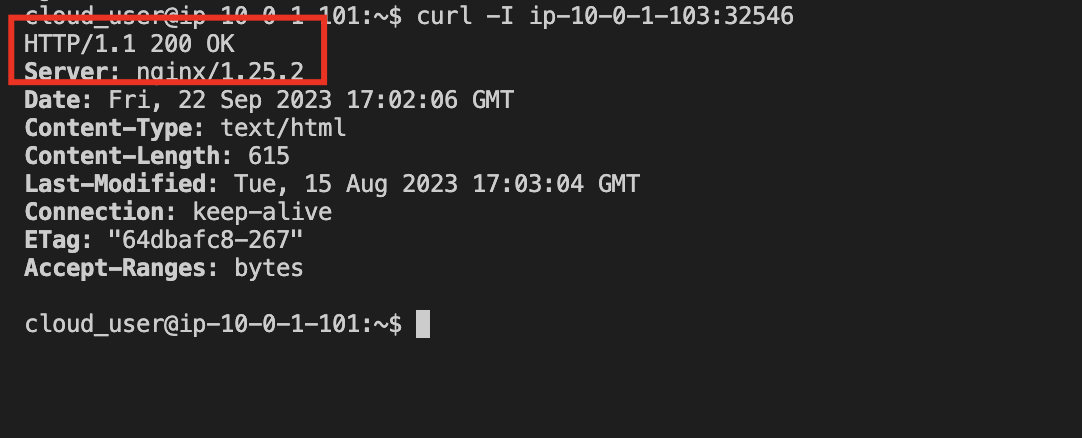 cloud_user@ip-10-0-1-101:~$ curl -I ip-10-0-1-103:32546
HTTP/1.1 200 OK
Server: nginx/1.25.2
Date: Fri, 22 Sep 2023 17:02:06 GMT
Content-Type: text/html
Content-Length: 615
Last-Modified: Tue, 15 Aug 2023 17:03:04 GMT
Connection: keep-alive
ETag: "64dbafc8-267"
Accept-Ranges: bytes
cloud_user@ip-10-0-1-101:~$